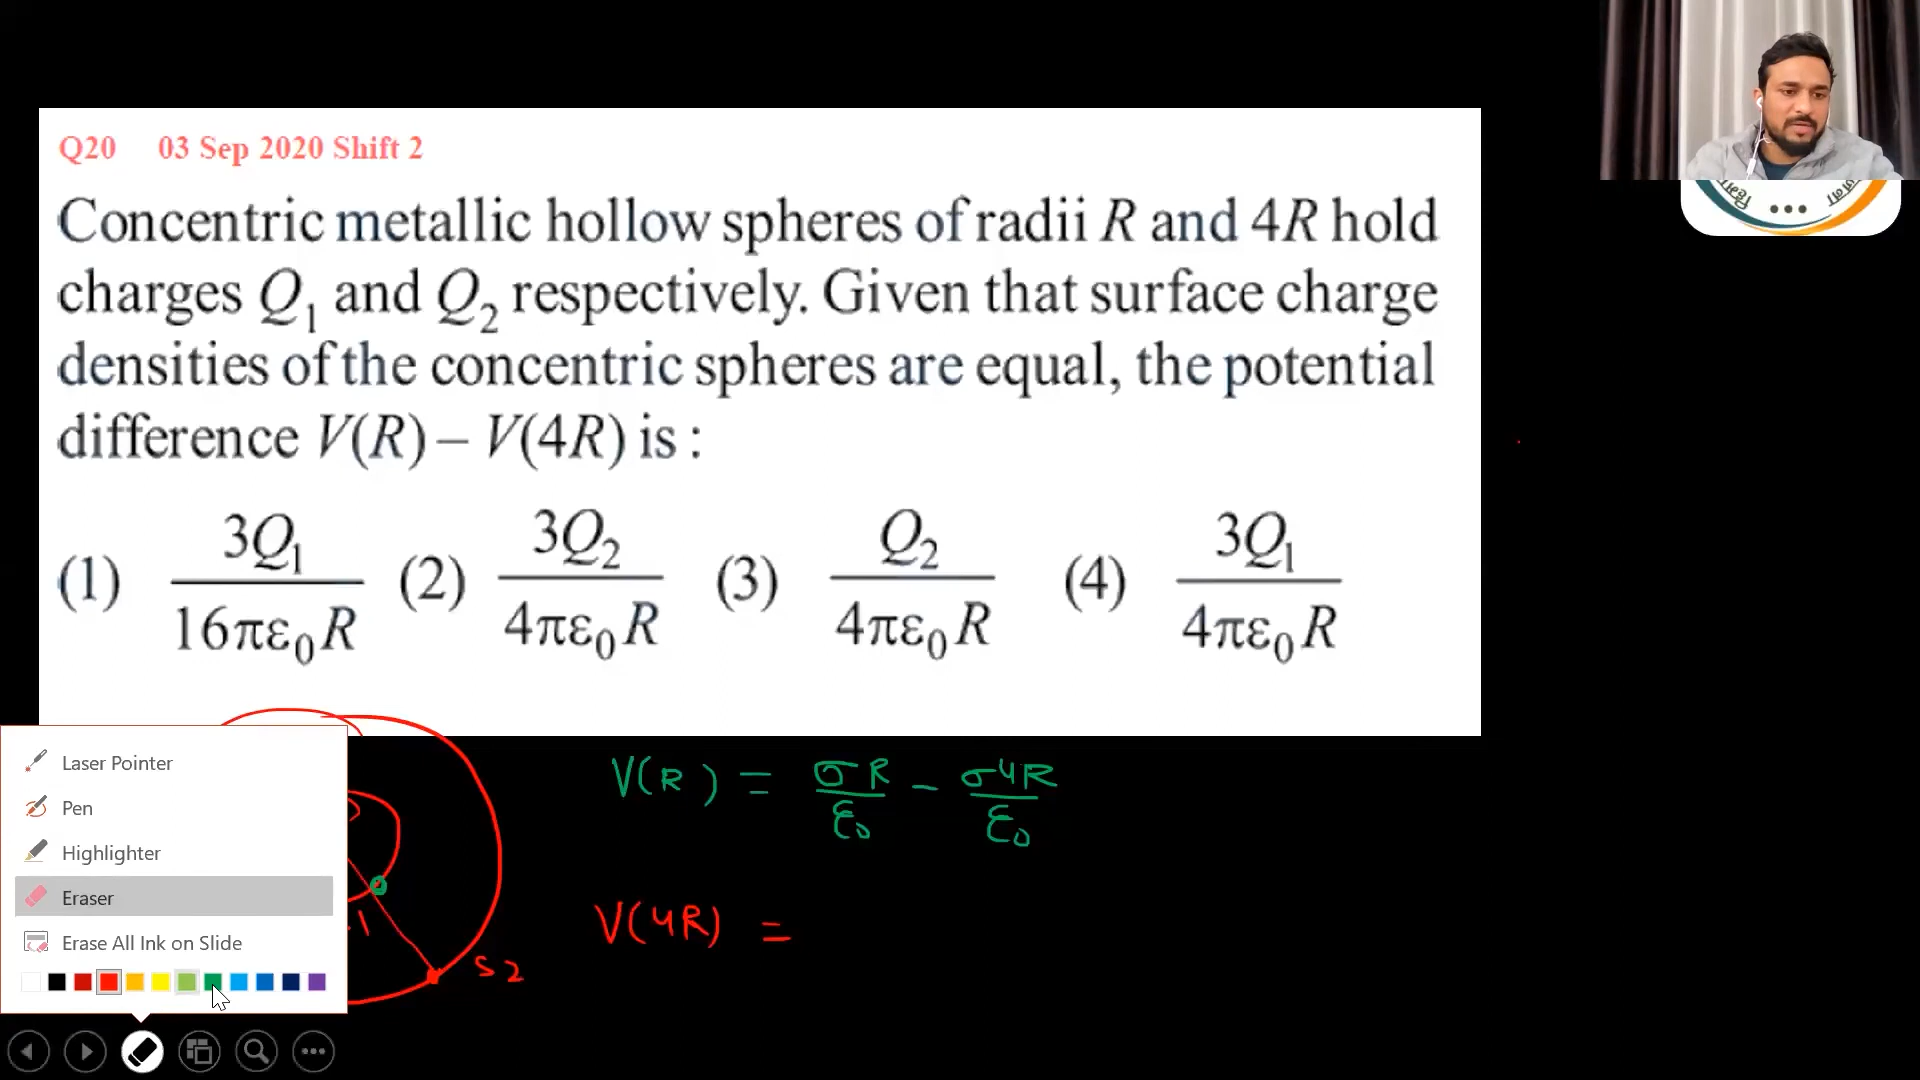 Q20 03 Sep 2020 Shift 2
Concentric metallic hollow spheres of radii R and 4R hold
charges Q₁ and Q₂ respectively. Given that surface charge
densities of the concentric spheres are equal, the potential
difference V(R) – V(4R) is :
(1) 3Q₁/16πε₀R (2) 3Q₂/4πε₀R (3) Q₂/4πε₀R (4) 3Q₁/4πε₀R
Laser Pointer
Pen
Highlighter
Eraser
Erase All Ink on Slide
V(R) = σR/ε₀ – σ4R/ε₀
V(4R) =
S2